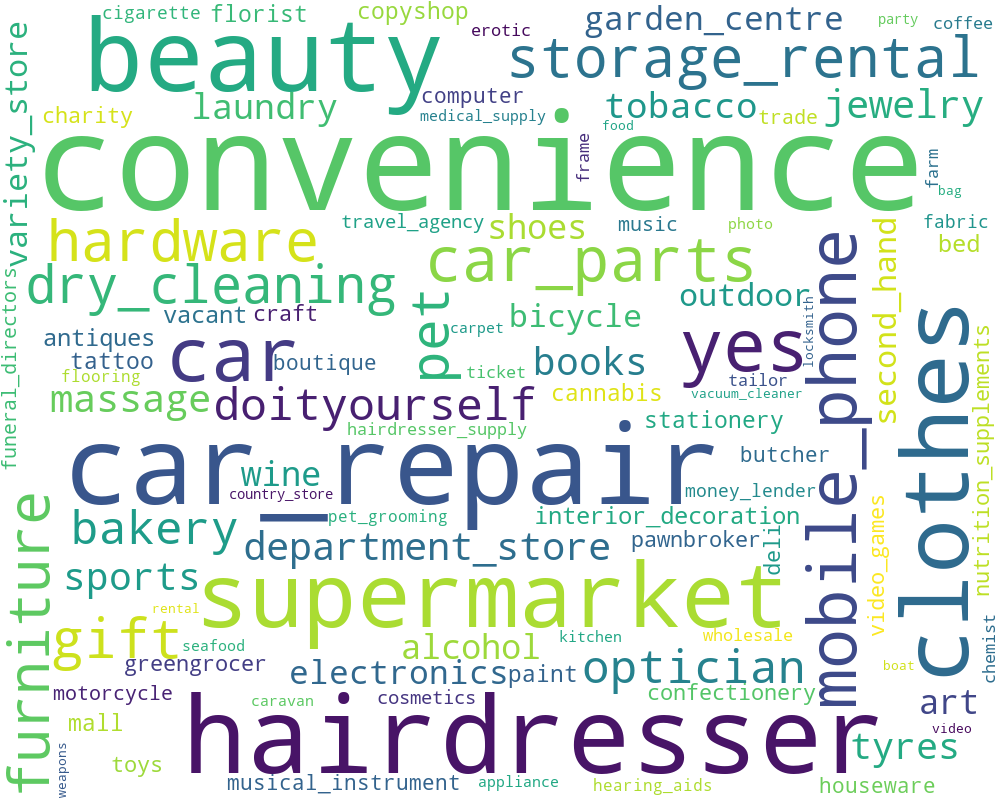 cigarette
florist
copyshop
erotic
garden_centre
party
coffee
beauty
storage_rental
variety_store
charity
laundry
computer
medical_supply
tobacco
trade
jewelry
food
convenience
frame
farm
bag
hardware
travel_agency
shoes
music
photo
fabric
bed
car_parts
second_hand
mobile_phone
dry_cleaning
pet
outdoor
funeral_directors
vacant
craft
bicycle
locksmith
clothes
antiques
carpet
yes
tattoo
car
boutique
books
nutrition_supplements
flooring
ticket
tailor
massage
doityourself
cannabis
vacuum_cleaner
stationery
hairdresser_supply
car_repair
butcher
wine
country_store
money_lender
furniture
bakery
pet_grooming
interior_decoration
video_games
department_store
pawnbroker
deli
sports
supermarket
rental
gift
seafood
alcohol
kitchen
wholesale
chemist
greengrocer
electronics
paint
optician
boat
motorcycle
caravan
cosmetics
confectionery
art
mall
hairdresser
video
weapons
toys
tyres
musical_instrument
appliance
hearing_aids
houseware